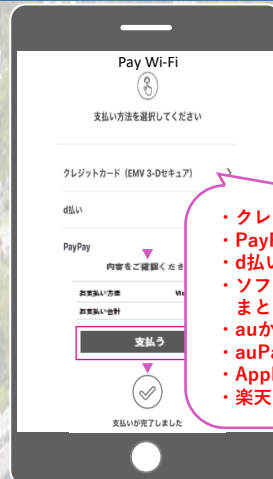 Pay Wi-Fi
支払い方法を選択してください
クレジットカード（EMV 3-Dセキュア）
d払い
PayPay
内容をご確認くださ
お支払い方法
お支払い合計
支払う
支払いが完了しました
・クレ
・PayP
・d払い
・ソフ
まと
・auか
・auPa
・Appl
・楽天